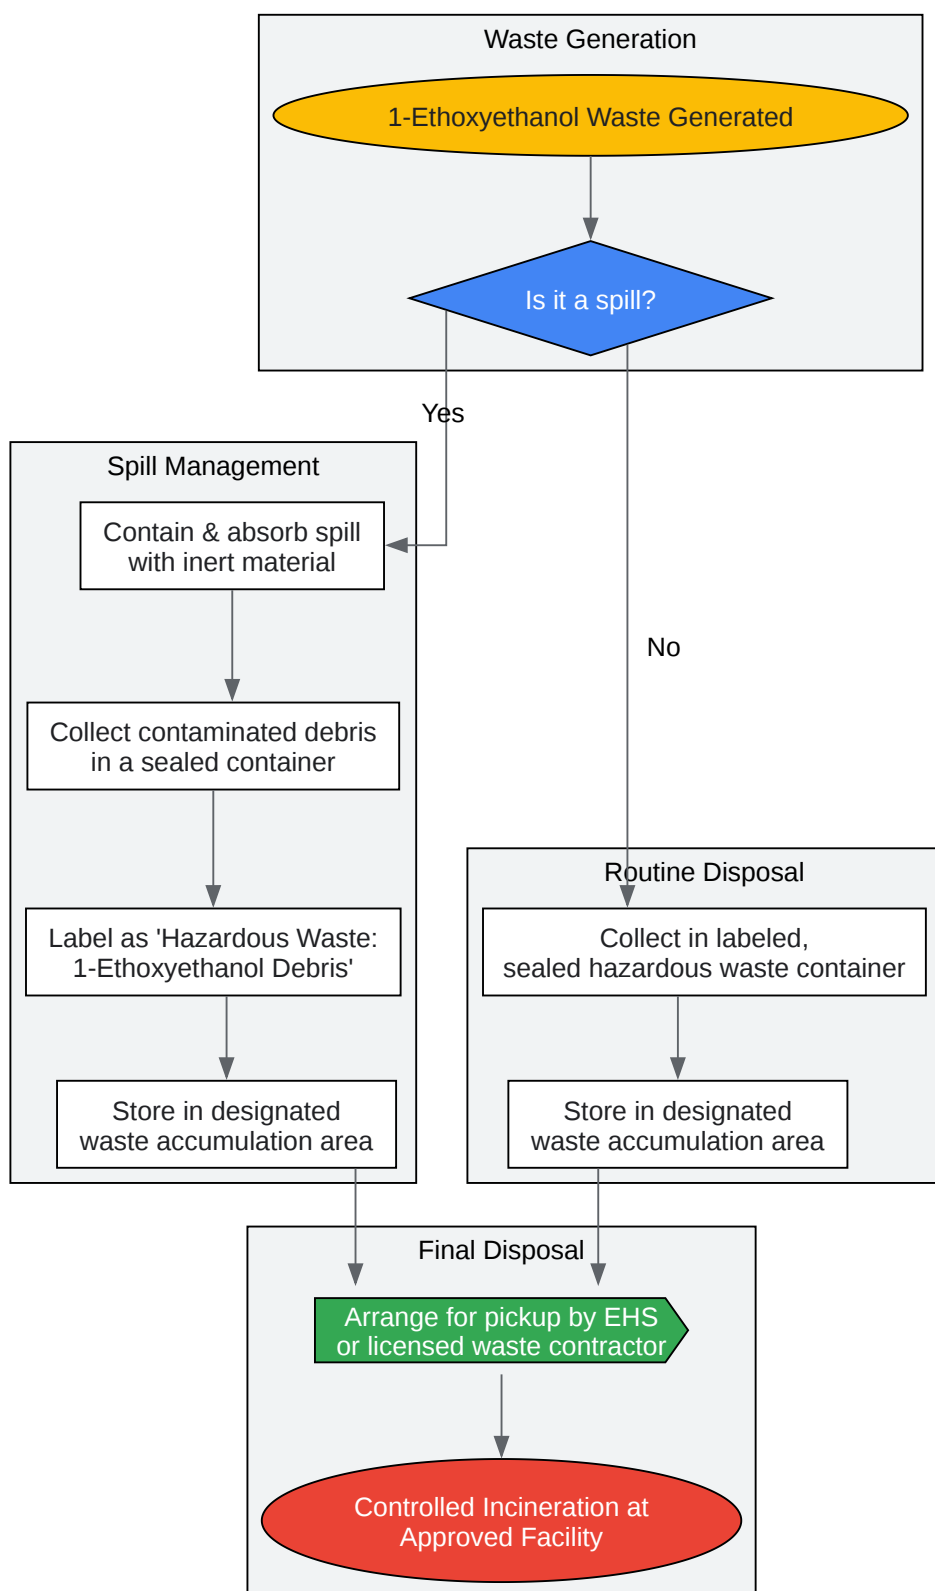 Waste Generation
1-Ethoxyethanol Waste Generated
Is it a spill?
Yes
Spill Management
Contain & absorb spill
with inert material
Collect contaminated debris
in a sealed container
Label as 'Hazardous Waste:
1-Ethoxyethanol Debris'
Store in designated
waste accumulation area
No
Routine Disposal
Collect in labeled,
sealed hazardous waste container
Store in designated
waste accumulation area
Final Disposal
Arrange for pickup by EHS
or licensed waste contractor
Controlled Incineration at
Approved Facility